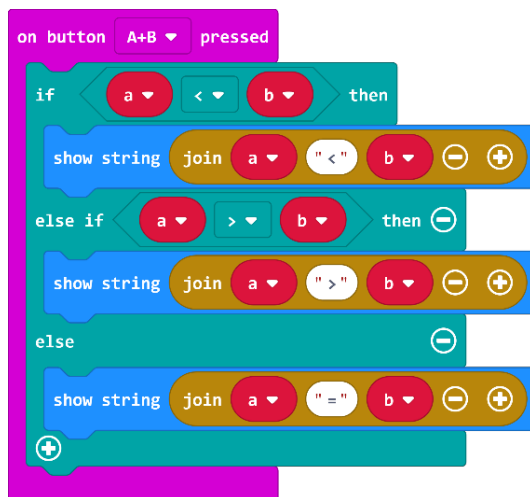 on button A+B pressed
if a < b then
show string join a "<" b
else if a > b then
show string join a ">" b
else
show string join a "=" b